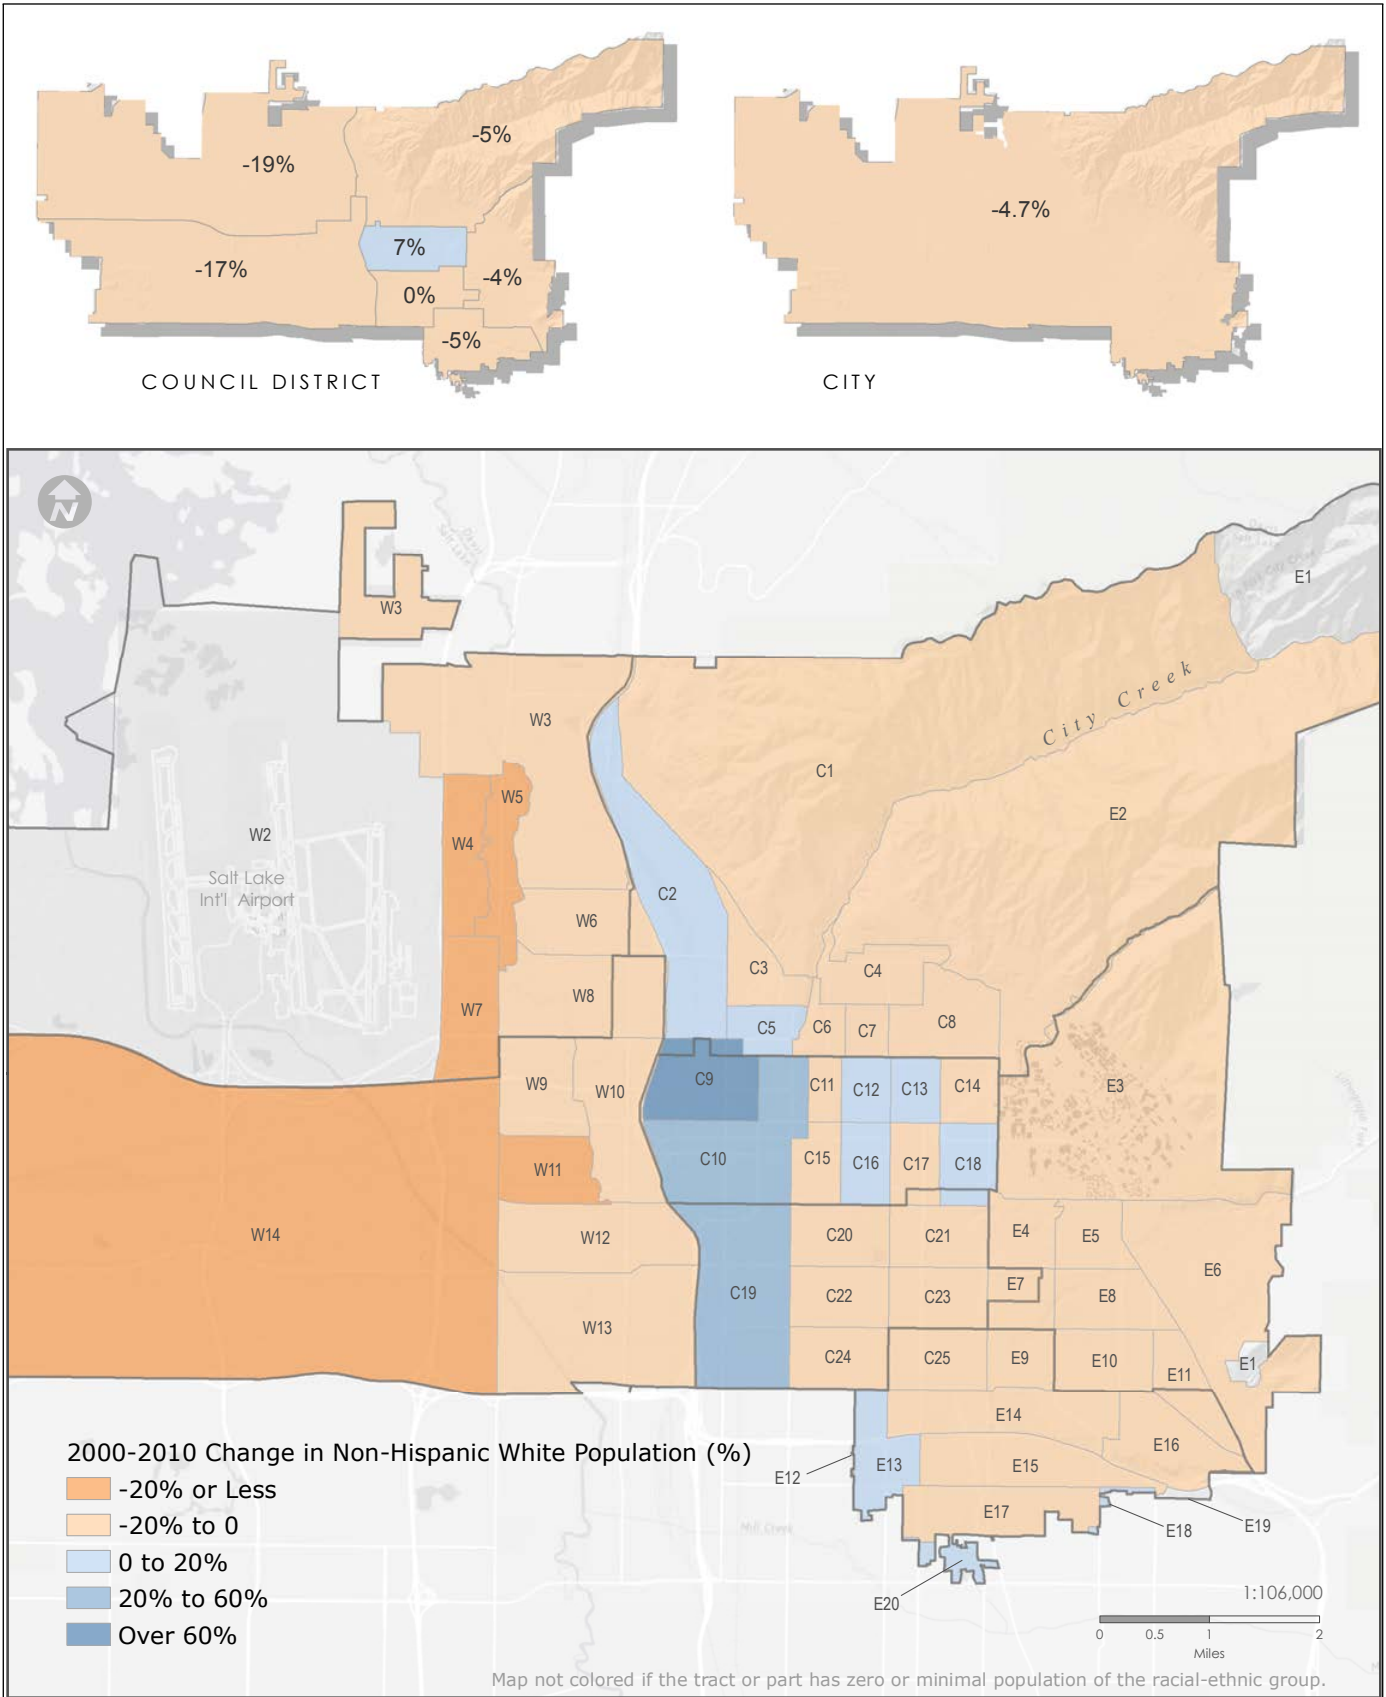 -5%
-19%
7%
-17%
-4%
0%
-5%
COUNCIL DISTRICT
-4.7%
CITY
N
E1
W3
City Creek
W3
C1
W5
E2
W2
W4
Salt Lake
Int'l Airport
C2
W6
C3
C4
W8
W7
C5
C6
C7
C8
C9
W9
W10
C11
C12
C13
C14
E3
C10
C15
C16
C17
C18
W11
W14
W12
C20
C21
E4
E5
E6
C19
C22
C23
E7
E8
W13
C24
C25
E9
E10
E11
E1
E14
E16
2000-2010 Change in Non-Hispanic White Population (%)
E12
E13
E15
-20% or Less
E17
-20% to 0
E18
E19
0 to 20%
Mill Creek
20% to 60%
E20
1:106,000
Over 60%
0 0.5 1 2
Miles
Map not colored if the tract or part has zero or minimal population of the racial-ethnic group.